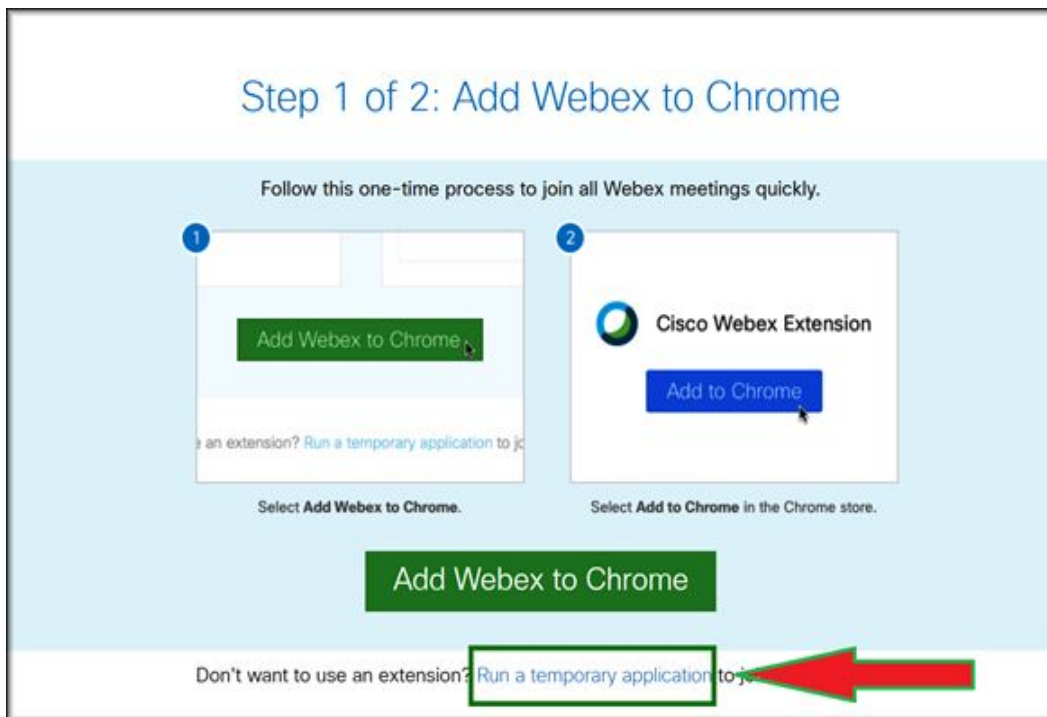 Step 1 of 2: Add Webex to Chrome
Follow this one-time process to join all Webex meetings quickly.
1
Add Webex to Chrome
an extension? Run a temporary application to
Select Add Webex to Chrome.
2
Cisco Webex Extension
Add to Chrome
Select Add to Chrome in the Chrome store.
Add Webex to Chrome
Don't want to use an extension? Run a temporary application to